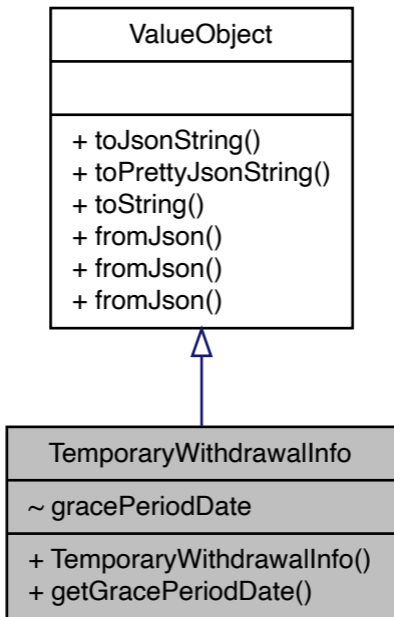 ValueObject
+ toJsonString()
+ toPrettyJsonString()
+ toString()
+ fromJson()
+ fromJson()
+ fromJson()
TemporaryWithdrawalInfo
~ gracePeriodDate
+ TemporaryWithdrawalInfo()
+ getGracePeriodDate()